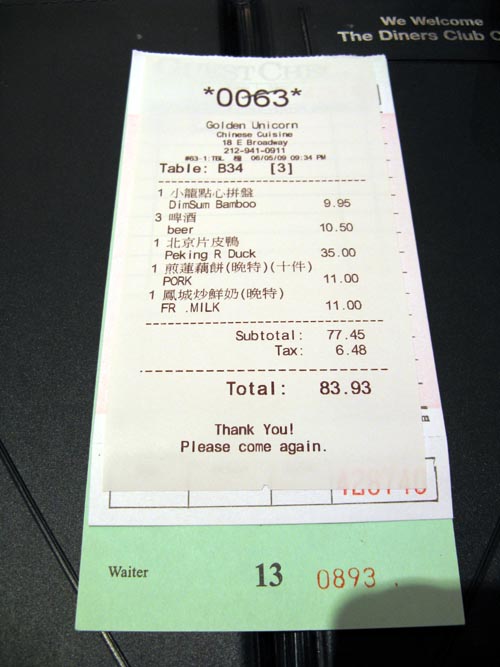 We Welcome
The Diners Club
*0063*
Golden Unicorn
Chinese Cuisine
18 E Broadway
212-941-0911
#63-1:TBL 06/05/09 09:34 PM
Table: B34 [3]
1 小龍點心拼盤
DimSum Bamboo 9.95
3 啤酒
beer 10.50
1 北京片皮鴨
Peking R Duck 35.00
1 煎蓮藕餅(晚特)(十件)
PORK 11.00
1 鳳城炒鮮奶(晚特)
FR .MILK 11.00
Subtotal: 77.45
Tax: 6.48
Total: 83.93
Thank You!
Please come again.
Waiter 13 0893